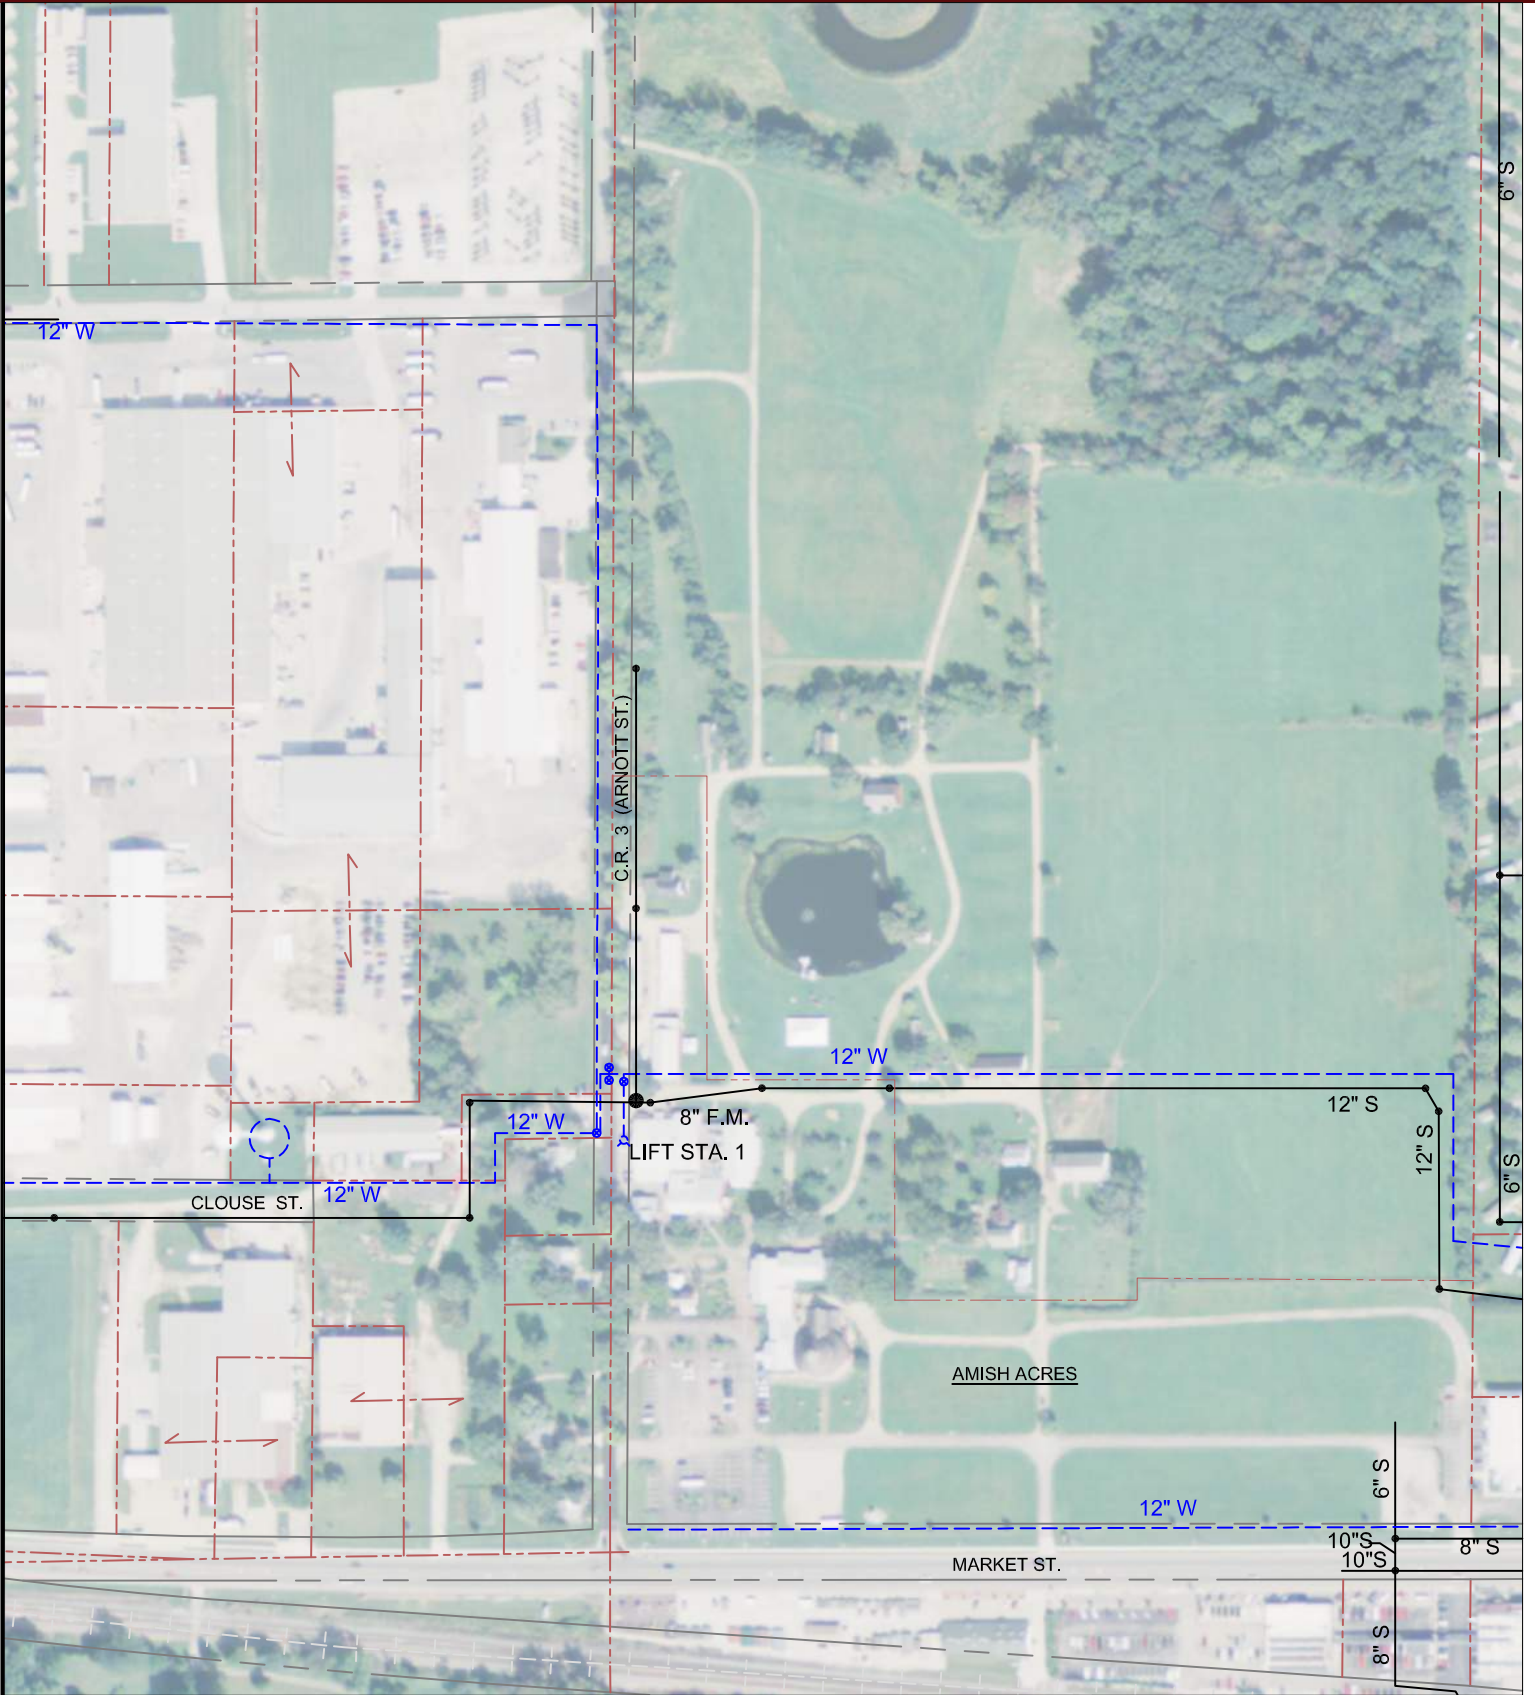 6" S
12" W
C.R. 3 (ARNOTT ST.)
12" W
8" F.M.
12" S
12" W
LIFT STA. 1
12" S
6" S
CLOUSE ST.
12" W
AMISH ACRES
6" S
12" W
10"S
8" S
10"S
MARKET ST.
8" S